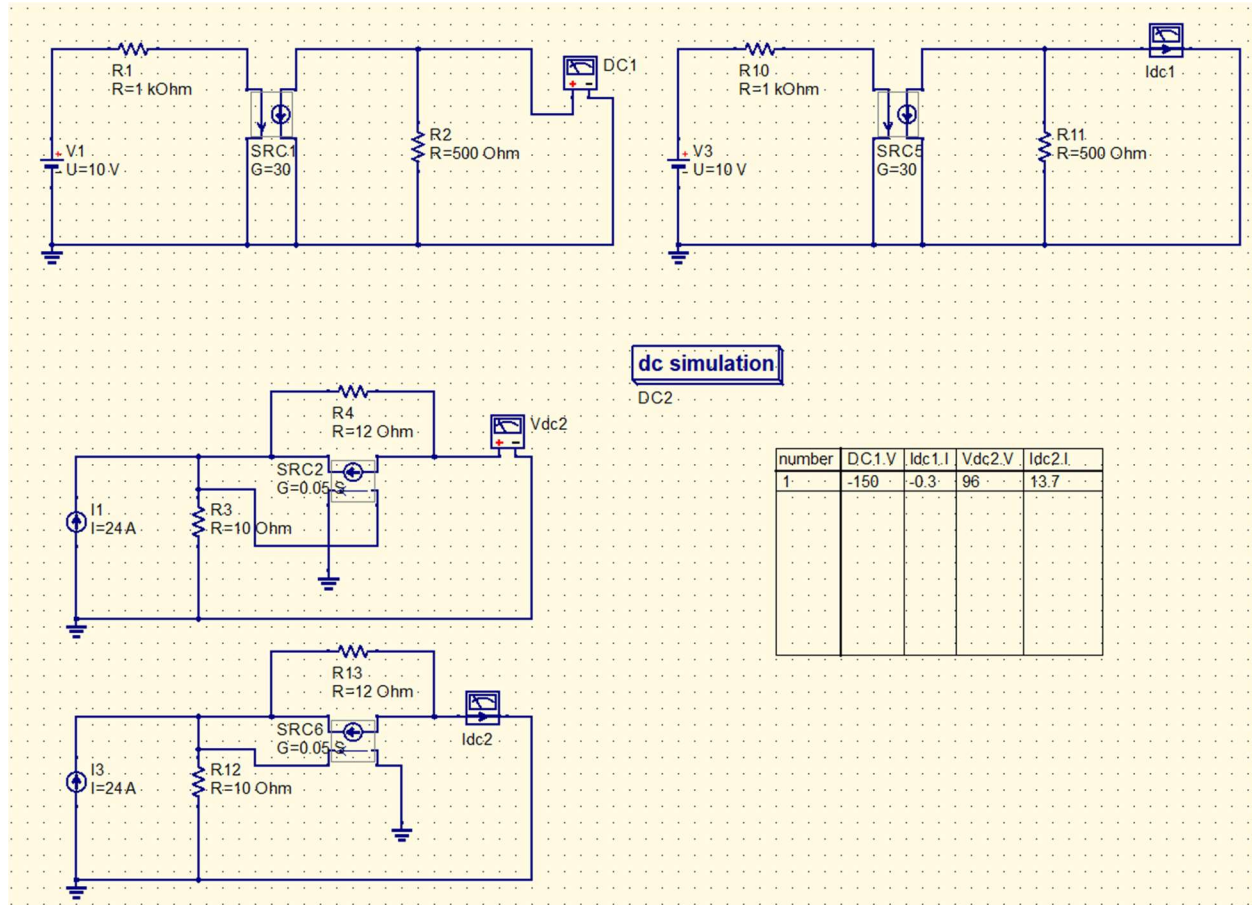 R1
R=1 kOhm
V1
U=10 V
SRC1
G=30
R2
R=500 Ohm
DC1
R10
R=1 kOhm
V3
U=10 V
SRC5
G=30
R11
R=500 Ohm
Idc1
dc simulation
DC2
R4
R=12 Ohm
Vdc2
SRC2
G=0.05 S
I1
I=24 A
R3
R=10 Ohm
number DC1.V Idc1.I Vdc2.V Idc2.I
1 -150 -0.3 96 13.7
R13
R=12 Ohm
Idc2
SRC6
G=0.05 S
I3
I=24 A
R12
R=10 Ohm